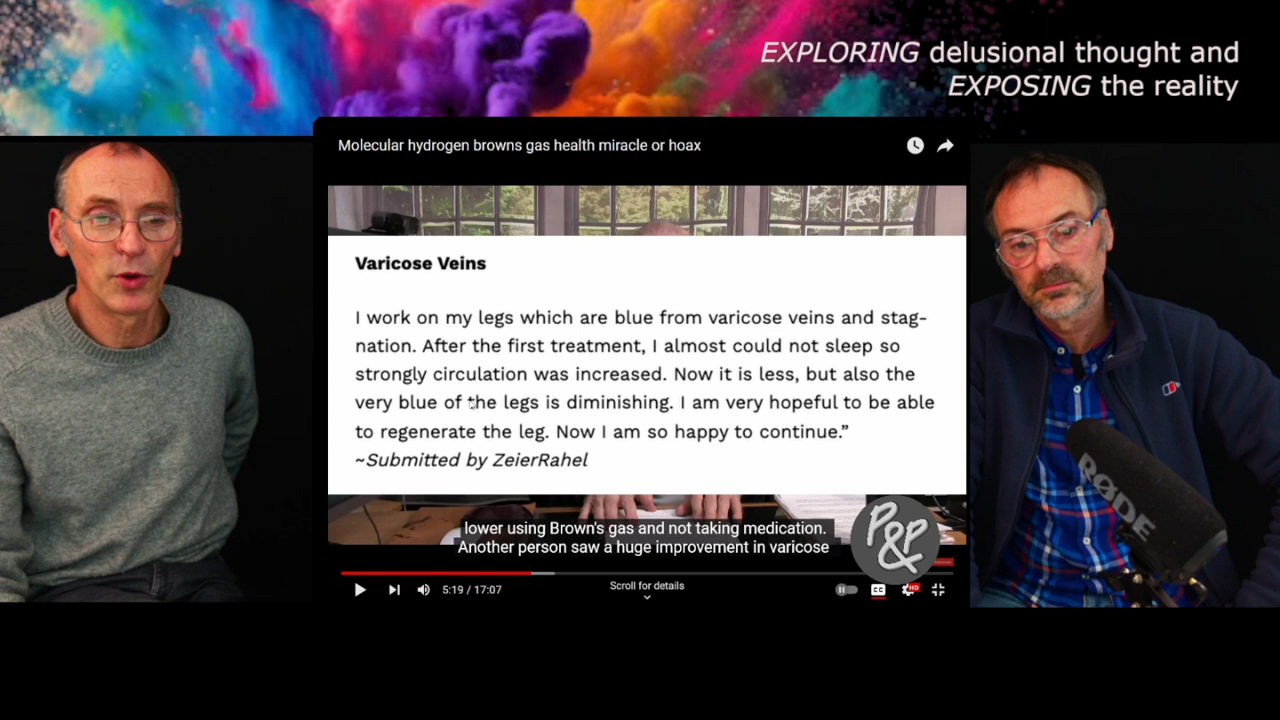 EXPLORING delusional thought and
EXPOSING the reality
Molecular hydrogen browns gas health miracle or hoax
Varicose Veins
I work on my legs which are blue from varicose veins and stag-
nation. After the first treatment, I almost could not sleep so
strongly circulation was increased. Now it is less, but also the
very blue of the legs is diminishing. I am very hopeful to be able
to regenerate the leg. Now I am so happy to continue.”
~Submitted by ZeierRahel
lower using Brown's gas and not taking medication.
Another person saw a huge improvement in varicose
P&P
RØDE
5:19 / 17:07
Scroll for details
CC
HD